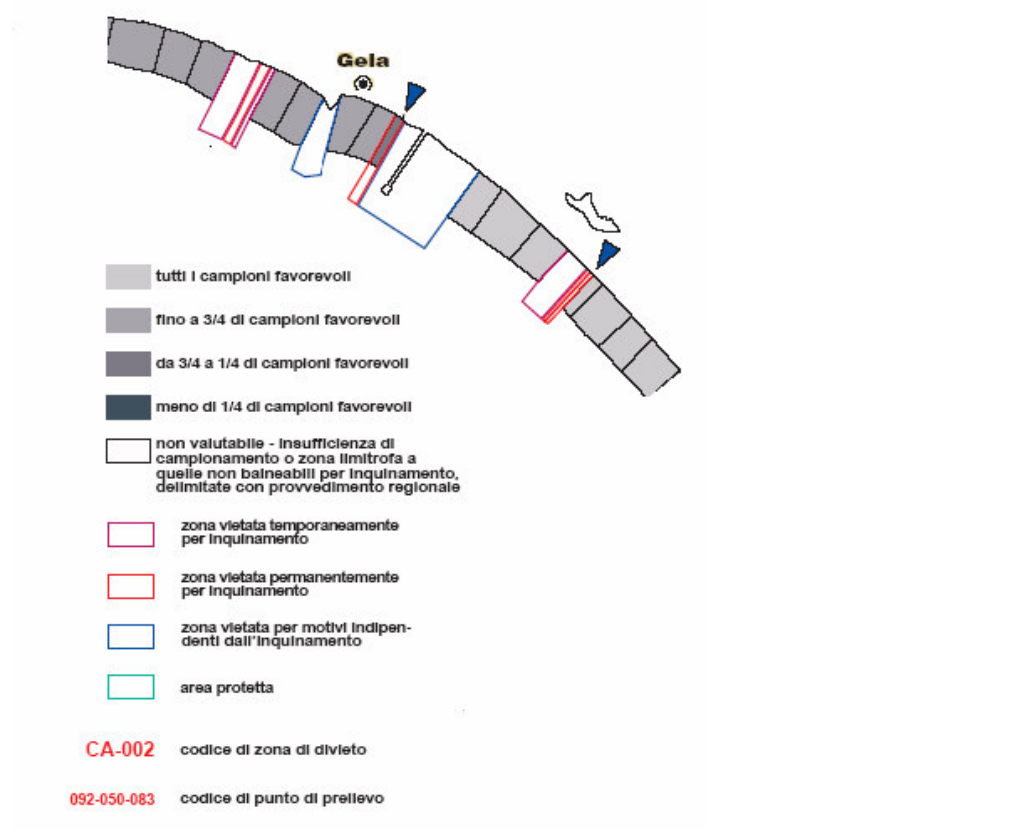 Gela
tutti i campioni favorevoli
fino a 3/4 di campioni favorevoli
da 3/4 a 1/4 di campioni favorevoli
meno di 1/4 di campioni favorevoli
non valutabile - insufficienza di
campionamento o zona limitrofa a
quelle non balneabili per inquinamento,
delimitate con provvedimento regionale
zona vietata temporaneamente
per inquinamento
zona vietata permanentemente
per inquinamento
zona vietata per motivi indipen-
denti dall'inquinamento
area protetta
CA-002 codice di zona di divieto
092-050-083 codice di punto di prelievo